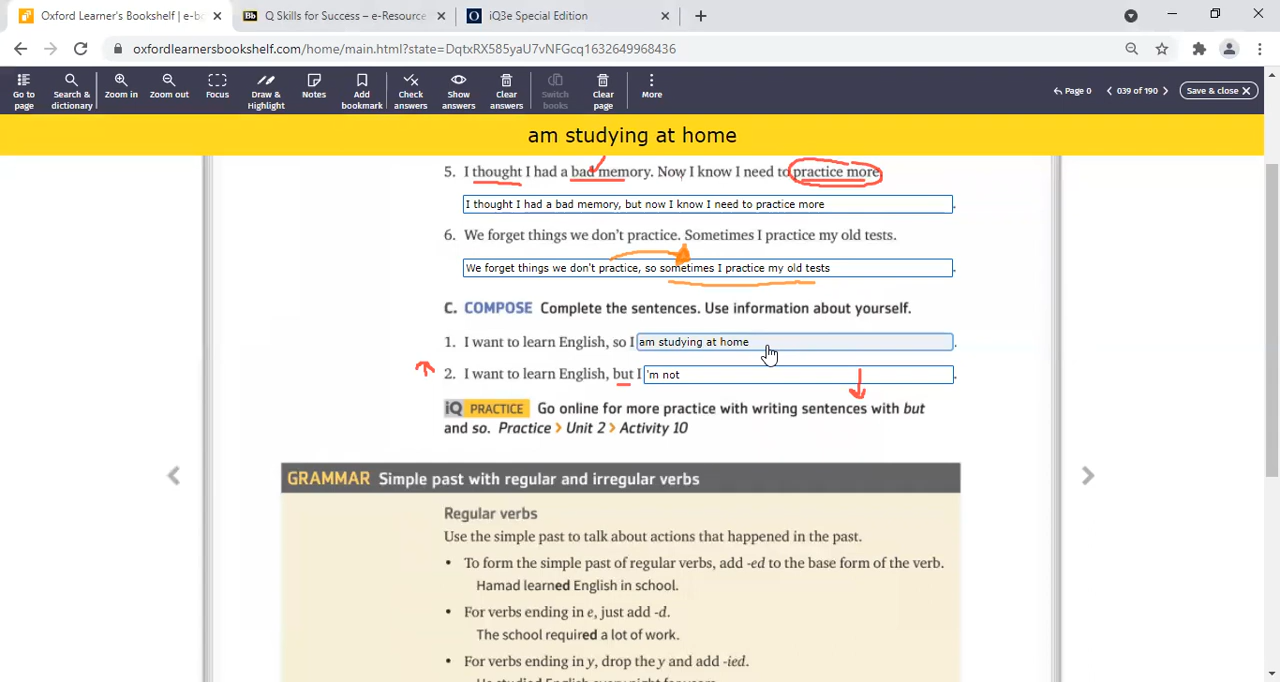 Oxford Learner's Bookshelf | e-bo
Bb Q Skills for Success – e-Resource
iQ3e Special Edition
oxfordlearnersbookshelf.com/home/main.html?state=DqtxRX585yaU7vNFGcq1632649968436
Go to page
Search & dictionary
Zoom in
Zoom out
Focus
Draw & Highlight
Notes
Add bookmark
Check answers
Show answers
Clear answers
Switch books
Clear page
More
Page 0
039 of 190
Save & close
am studying at home
5. I thought I had a bad memory. Now I know I need to practice more.
I thought I had a bad memory, but now I know I need to practice more.
6. We forget things we don't practice. Sometimes I practice my old tests.
We forget things we don't practice, so sometimes I practice my old tests.
C. COMPOSE Complete the sentences. Use information about yourself.
1. I want to learn English, so I am studying at home.
2. I want to learn English, but I 'm not.
iQ PRACTICE Go online for more practice with writing sentences with but
and so. Practice > Unit 2 > Activity 10
GRAMMAR Simple past with regular and irregular verbs
Regular verbs
Use the simple past to talk about actions that happened in the past.
• To form the simple past of regular verbs, add -ed to the base form of the verb.
Hamad learned English in school.
• For verbs ending in e, just add -d.
The school required a lot of work.
• For verbs ending in y, drop the y and add -ied.
He studied English every night for years.